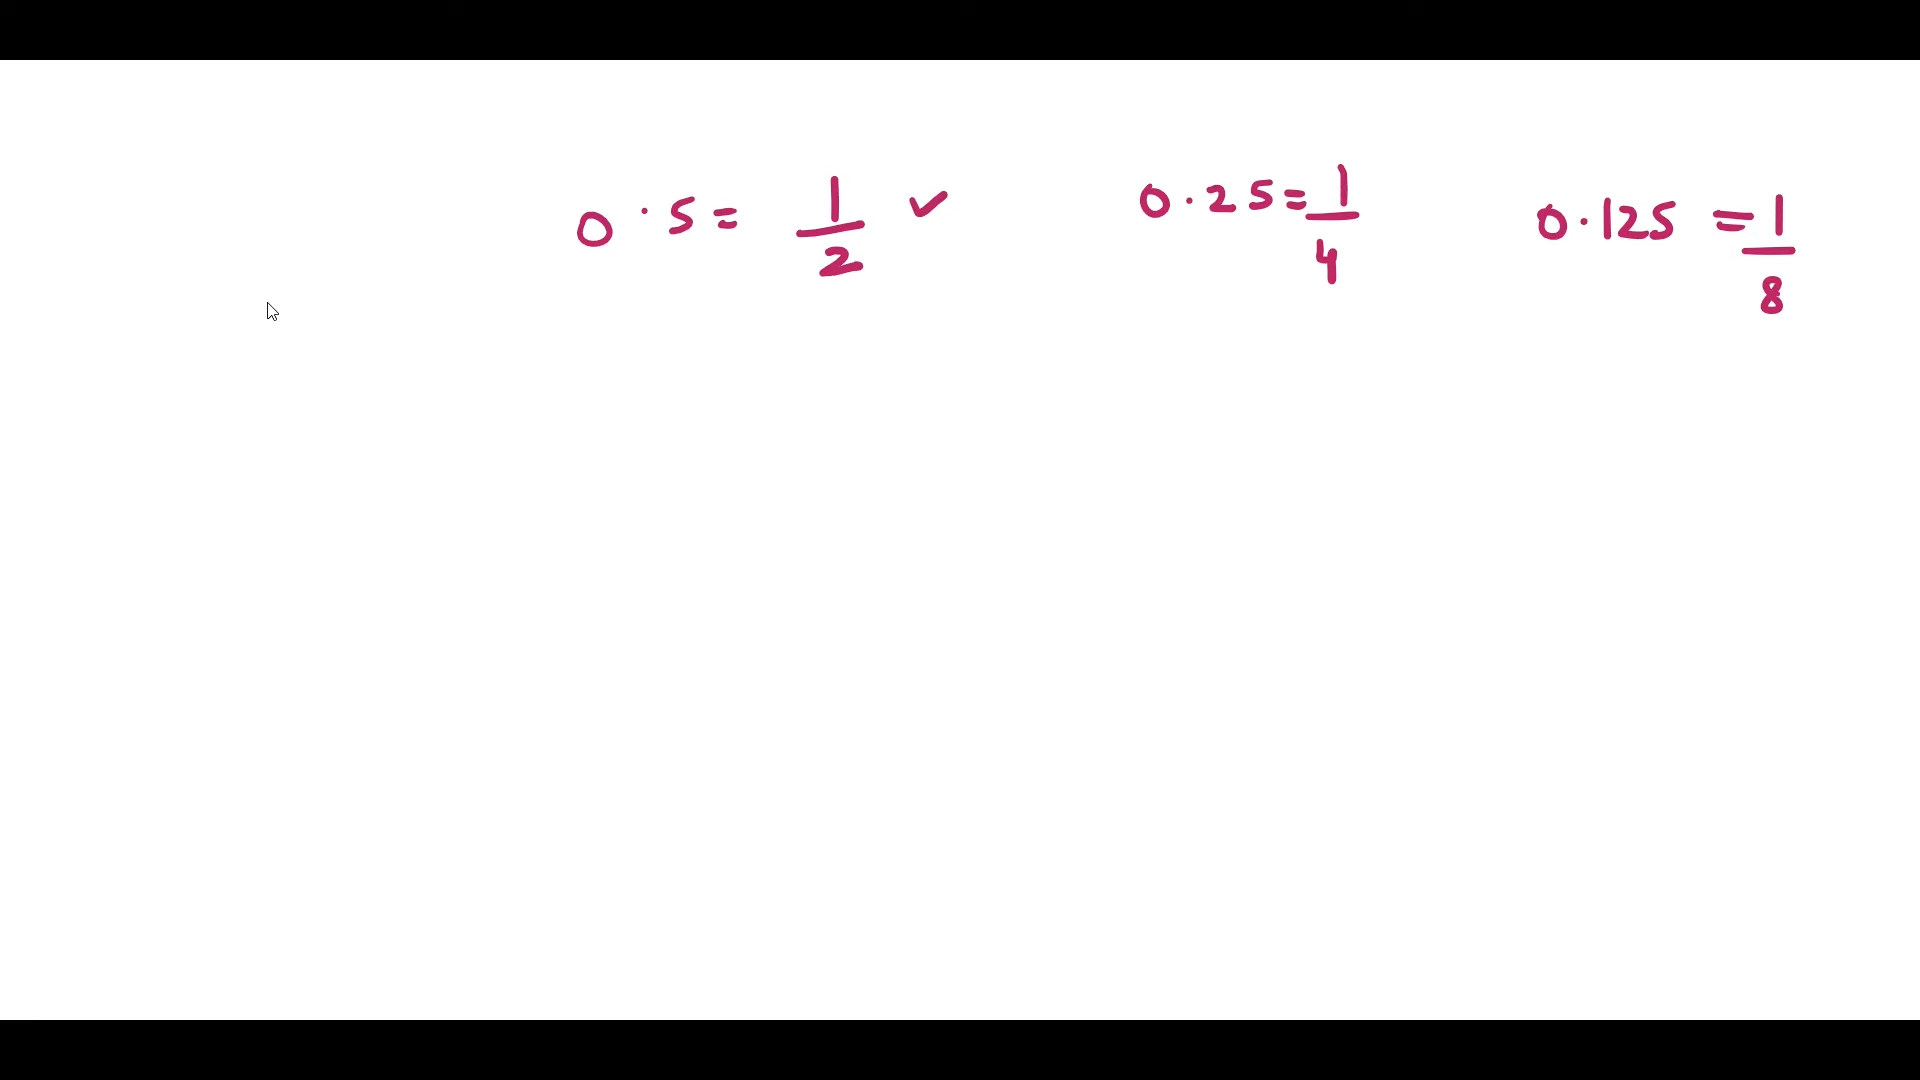 0.5 = 1/2 ✓
0.25 = 1/4
0.125 = 1/8